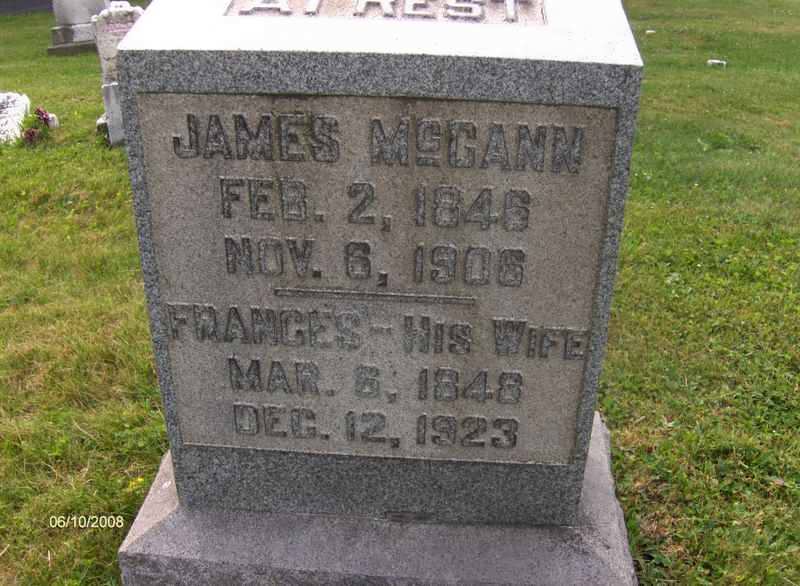 AT REST
JAMES McCANN
FEB. 2, 1846
NOV. 6, 1906
FRANCES - HIS WIFE
MAR. 6, 1848
DEC. 12, 1923
06/10/2008